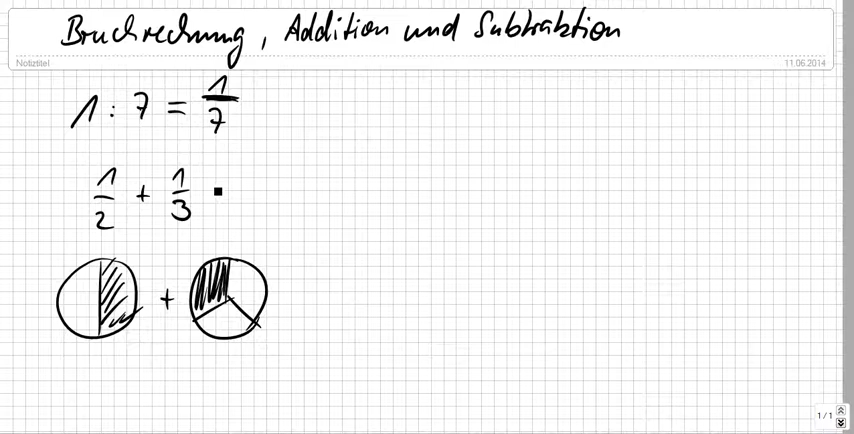 Bruchrechnung, Addition und Subtraktion
Notiztitel 11.06.2014
1 : 7 = 1/7
1/2 + 1/3
+
1/1